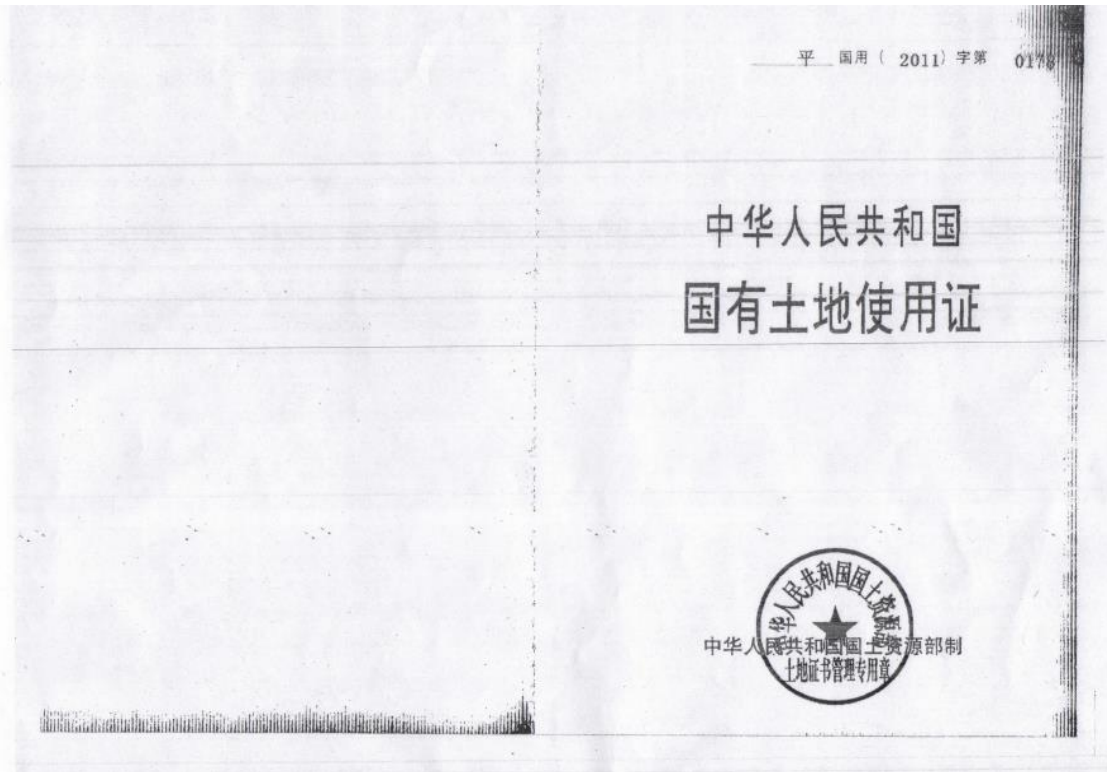 平 国用（ 2011）字第 0178
中华人民共和国
国有土地使用证
中华人民共和国国土资源部
中华人民共和国国土资源部制
土地证书管理专用章